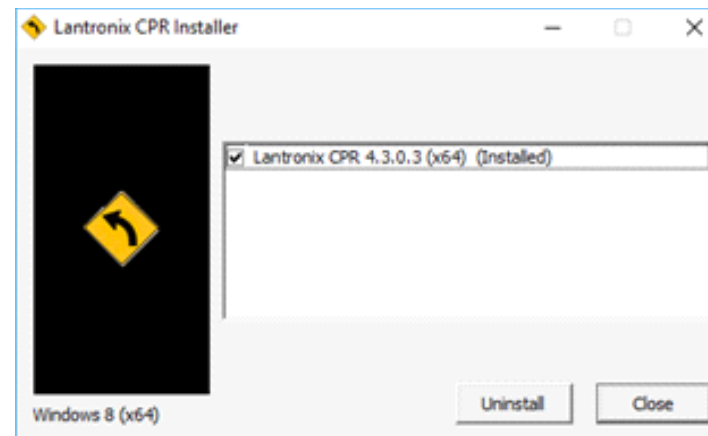 Lantronix CPR Installer
Lantronix CPR 4.3.0.3 (x64) (Installed)
Windows 8 (x64)
Uninstall
Close